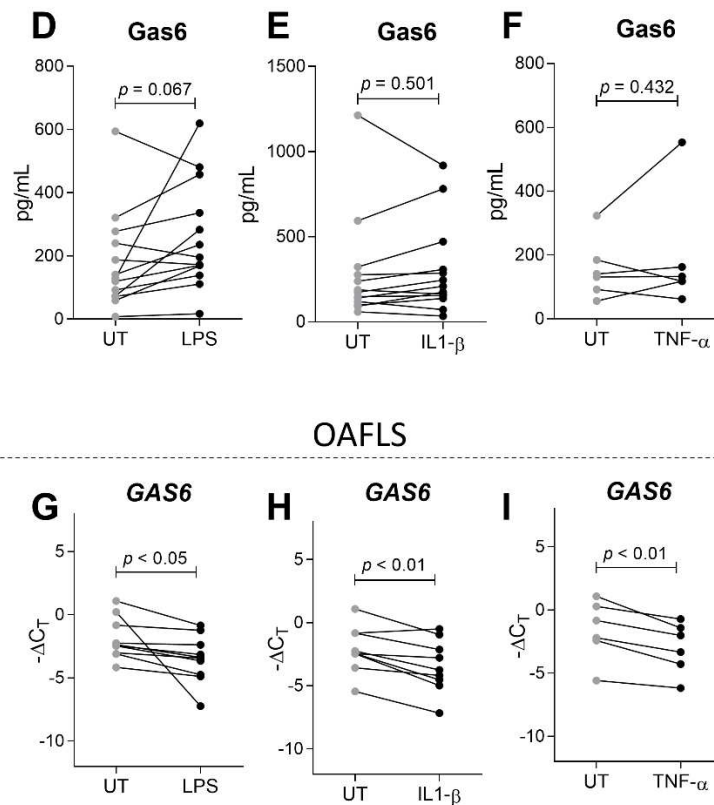 D Gas6
800
600
400
200
0
pg/mL
p = 0.067
UT LPS
E Gas6
1500
1000
500
0
pg/mL
p = 0.501
UT IL1-β
F Gas6
800
600
400
200
0
pg/mL
p = 0.432
UT TNF-α
OAFLS
G GAS6
5
0
-5
-10
-ΔCT
p < 0.05
UT LPS
H GAS6
5
0
-5
-10
-ΔCT
p < 0.01
UT IL1-β
I GAS6
5
0
-5
-10
-ΔCT
p < 0.01
UT TNF-α